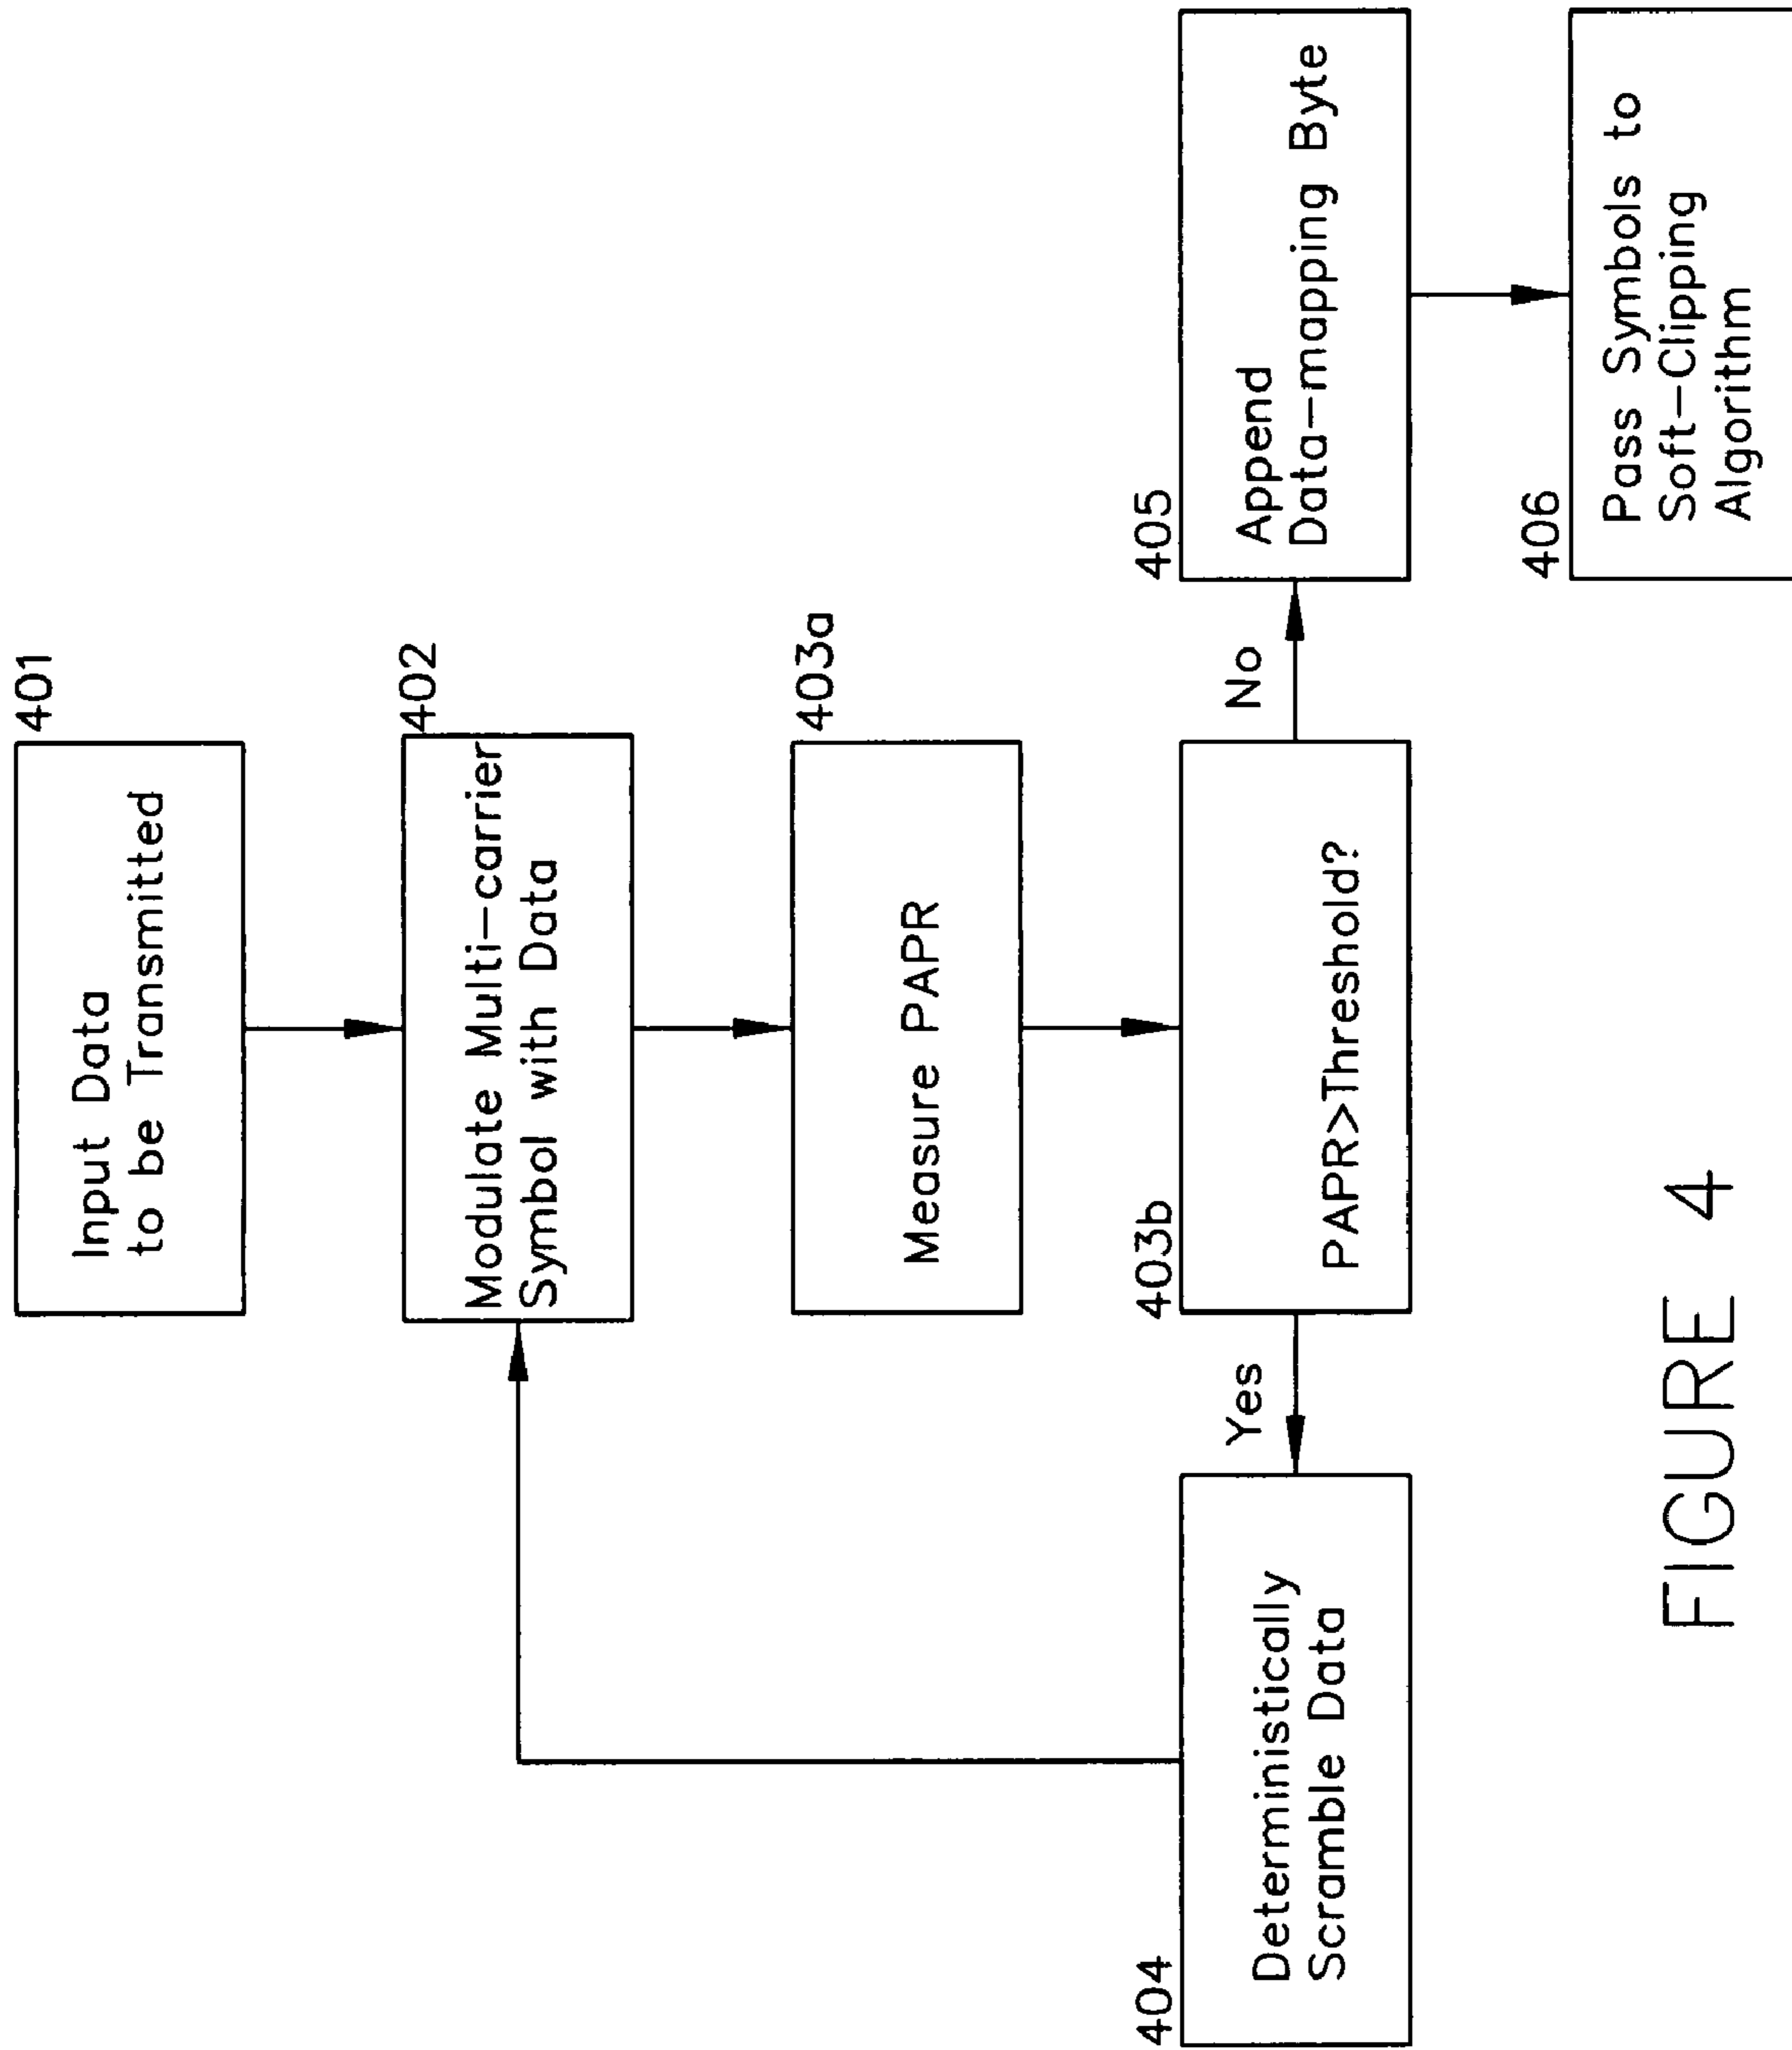 401
Input Data
to be Transmitted
402
Modulate Multi-carrier
Symbol with Data
403a
Measure PAPR
403b
PAPR>Threshold?
Yes
No
404
Deterministically
Scramble Data
405
Append
Data-mapping Byte
406
Pass Symbols to
Soft-Clipping
Algorithm
FIGURE 4